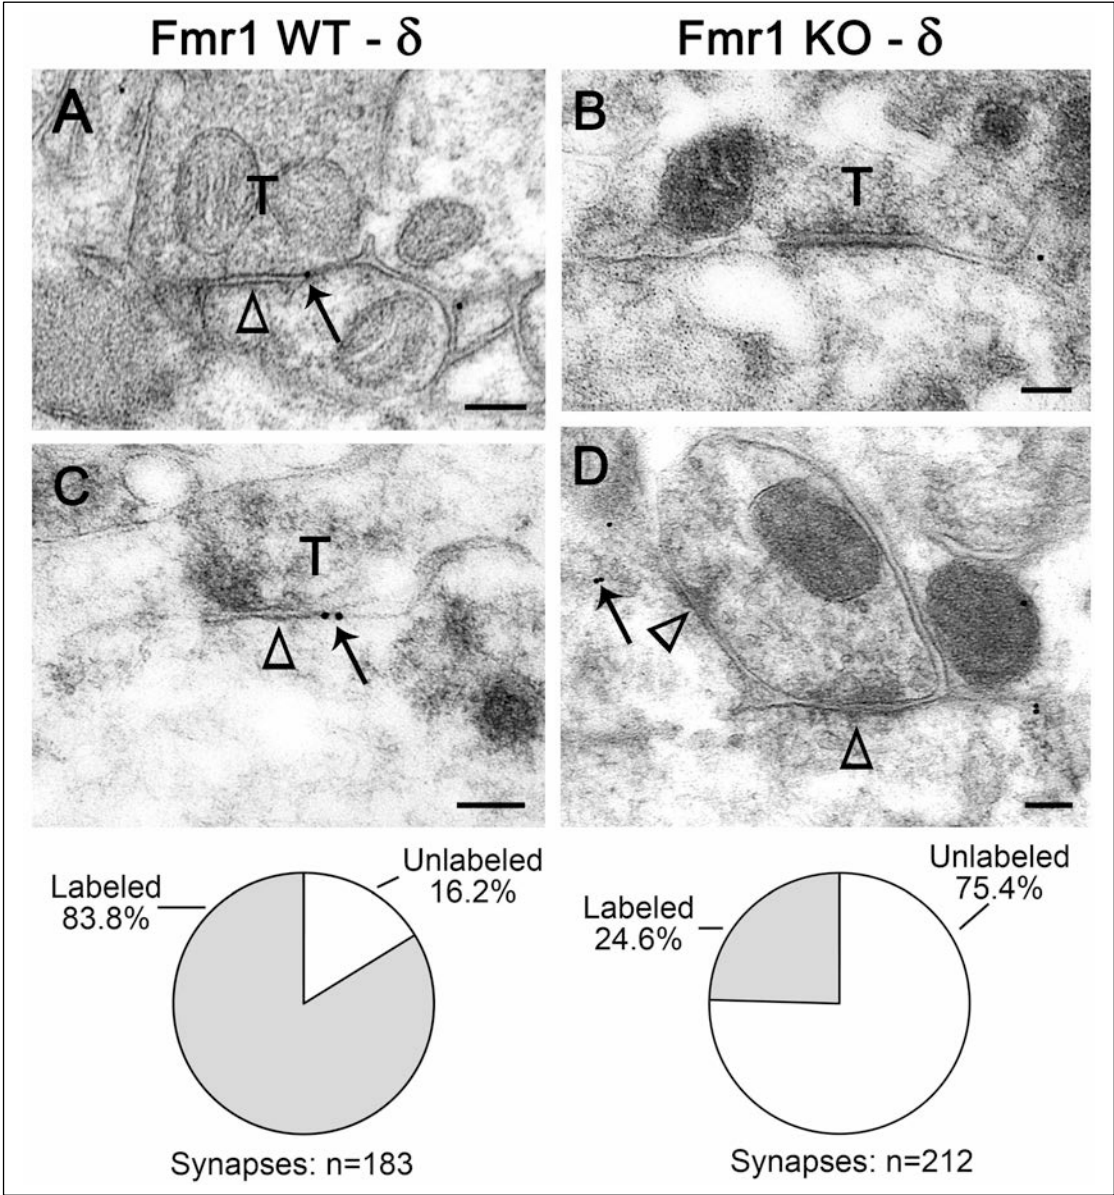 Fmr1 WT - δ
Fmr1 KO - δ
A
T
B
T
C
T
D
Labeled
83.8%
Unlabeled
16.2%
Synapses: n=183
Labeled
24.6%
Unlabeled
75.4%
Synapses: n=212